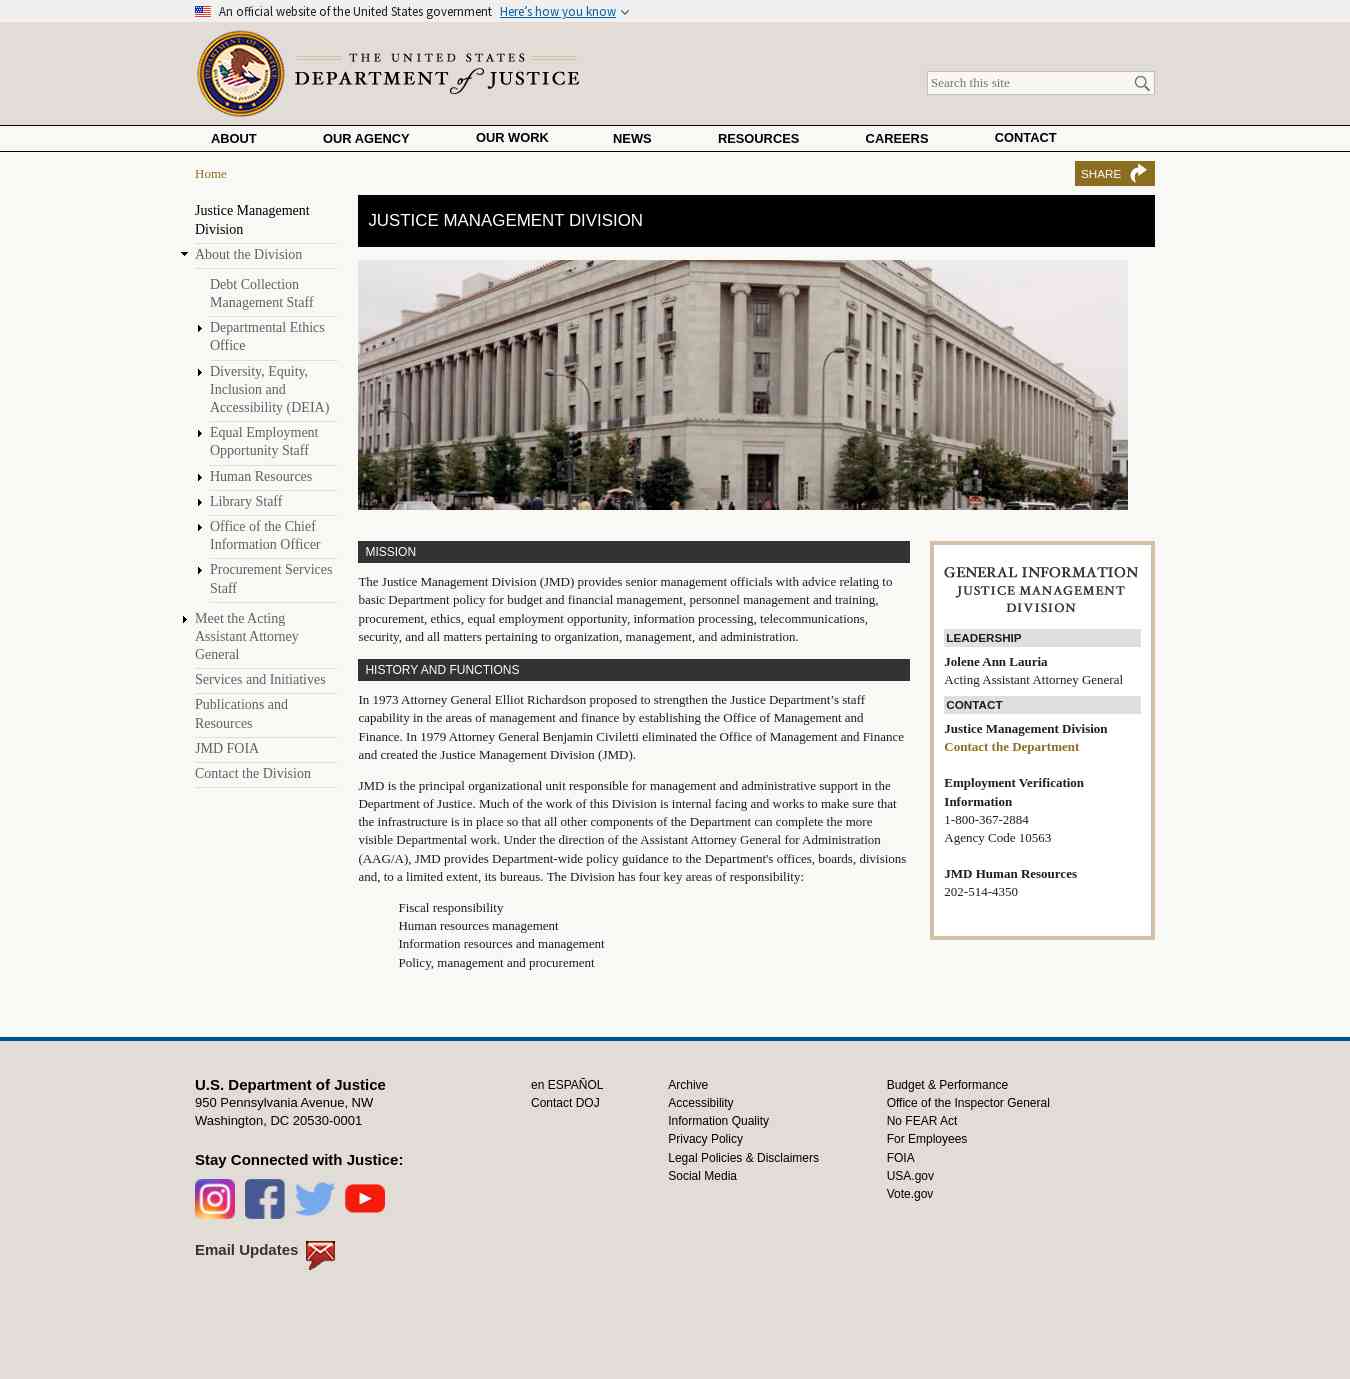 An official website of the United States government Here's how you know
THE UNITED STATES
DEPARTMENT of JUSTICE
Search this site
ABOUT OUR AGENCY OUR WORK NEWS RESOURCES CAREERS CONTACT
Home
SHARE
Justice Management
Division
About the Division
Debt Collection
Management Staff
Departmental Ethics
Office
Diversity, Equity,
Inclusion and
Accessibility (DEIA)
Equal Employment
Opportunity Staff
Human Resources
Library Staff
Office of the Chief
Information Officer
Procurement Services
Staff
Meet the Acting
Assistant Attorney
General
Services and Initiatives
Publications and
Resources
JMD FOIA
Contact the Division
JUSTICE MANAGEMENT DIVISION
MISSION
The Justice Management Division (JMD) provides senior management officials with advice relating to
basic Department policy for budget and financial management, personnel management and training,
procurement, ethics, equal employment opportunity, information processing, telecommunications,
security, and all matters pertaining to organization, management, and administration.
HISTORY AND FUNCTIONS
In 1973 Attorney General Elliot Richardson proposed to strengthen the Justice Department’s staff
capability in the areas of management and finance by establishing the Office of Management and
Finance. In 1979 Attorney General Benjamin Civiletti eliminated the Office of Management and Finance
and created the Justice Management Division (JMD).
JMD is the principal organizational unit responsible for management and administrative support in the
Department of Justice. Much of the work of this Division is internal facing and works to make sure that
the infrastructure is in place so that all other components of the Department can complete the more
visible Departmental work. Under the direction of the Assistant Attorney General for Administration
(AAG/A), JMD provides Department-wide policy guidance to the Department's offices, boards, divisions
and, to a limited extent, its bureaus. The Division has four key areas of responsibility:
Fiscal responsibility
Human resources management
Information resources and management
Policy, management and procurement
GENERAL INFORMATION
JUSTICE MANAGEMENT
DIVISION
LEADERSHIP
Jolene Ann Lauria
Acting Assistant Attorney General
CONTACT
Justice Management Division
Contact the Department
Employment Verification
Information
1-800-367-2884
Agency Code 10563
JMD Human Resources
202-514-4350
U.S. Department of Justice
950 Pennsylvania Avenue, NW
Washington, DC 20530-0001
Stay Connected with Justice:
Email Updates
en ESPAÑOL
Contact DOJ
Archive
Accessibility
Information Quality
Privacy Policy
Legal Policies & Disclaimers
Social Media
Budget & Performance
Office of the Inspector General
No FEAR Act
For Employees
FOIA
USA.gov
Vote.gov